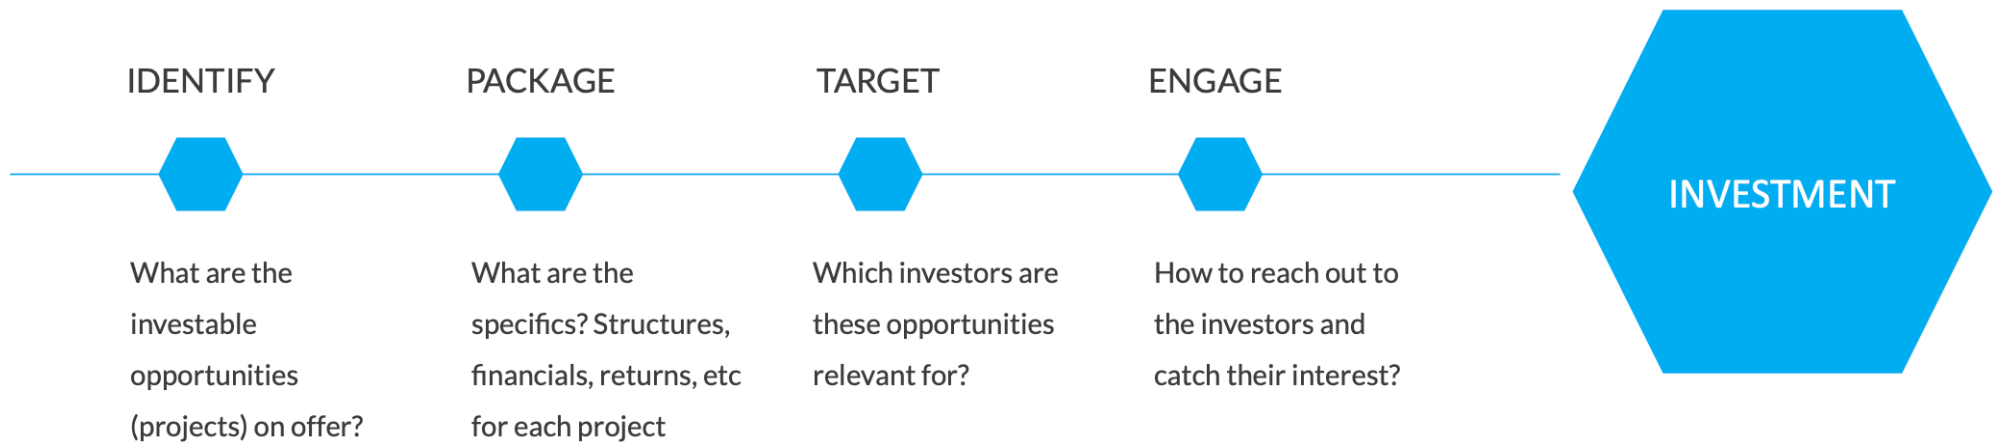 IDENTIFY
What are the
investable
opportunities
(projects) on offer?
PACKAGE
What are the
specifics? Structures,
financials, returns, etc
for each project
TARGET
Which investors are
these opportunities
relevant for?
ENGAGE
How to reach out to
the investors and
catch their interest?
INVESTMENT